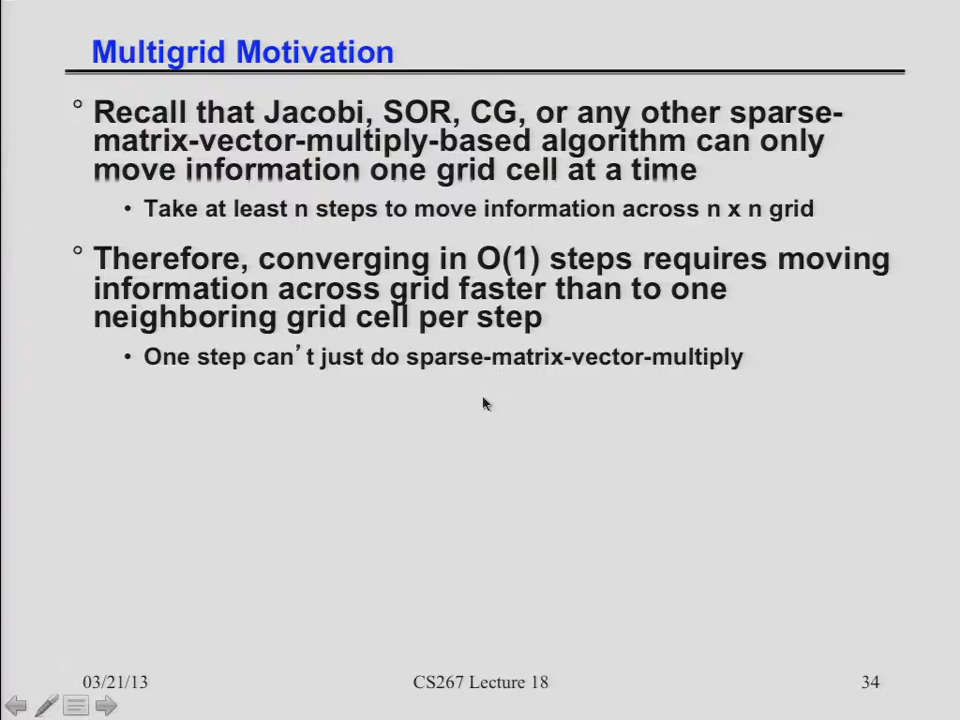 Multigrid Motivation
° Recall that Jacobi, SOR, CG, or any other sparse-
matrix-vector-multiply-based algorithm can only
move information one grid cell at a time
• Take at least n steps to move information across n x n grid
° Therefore, converging in O(1) steps requires moving
information across grid faster than to one
neighboring grid cell per step
• One step can’t just do sparse-matrix-vector-multiply
03/21/13 CS267 Lecture 18 34